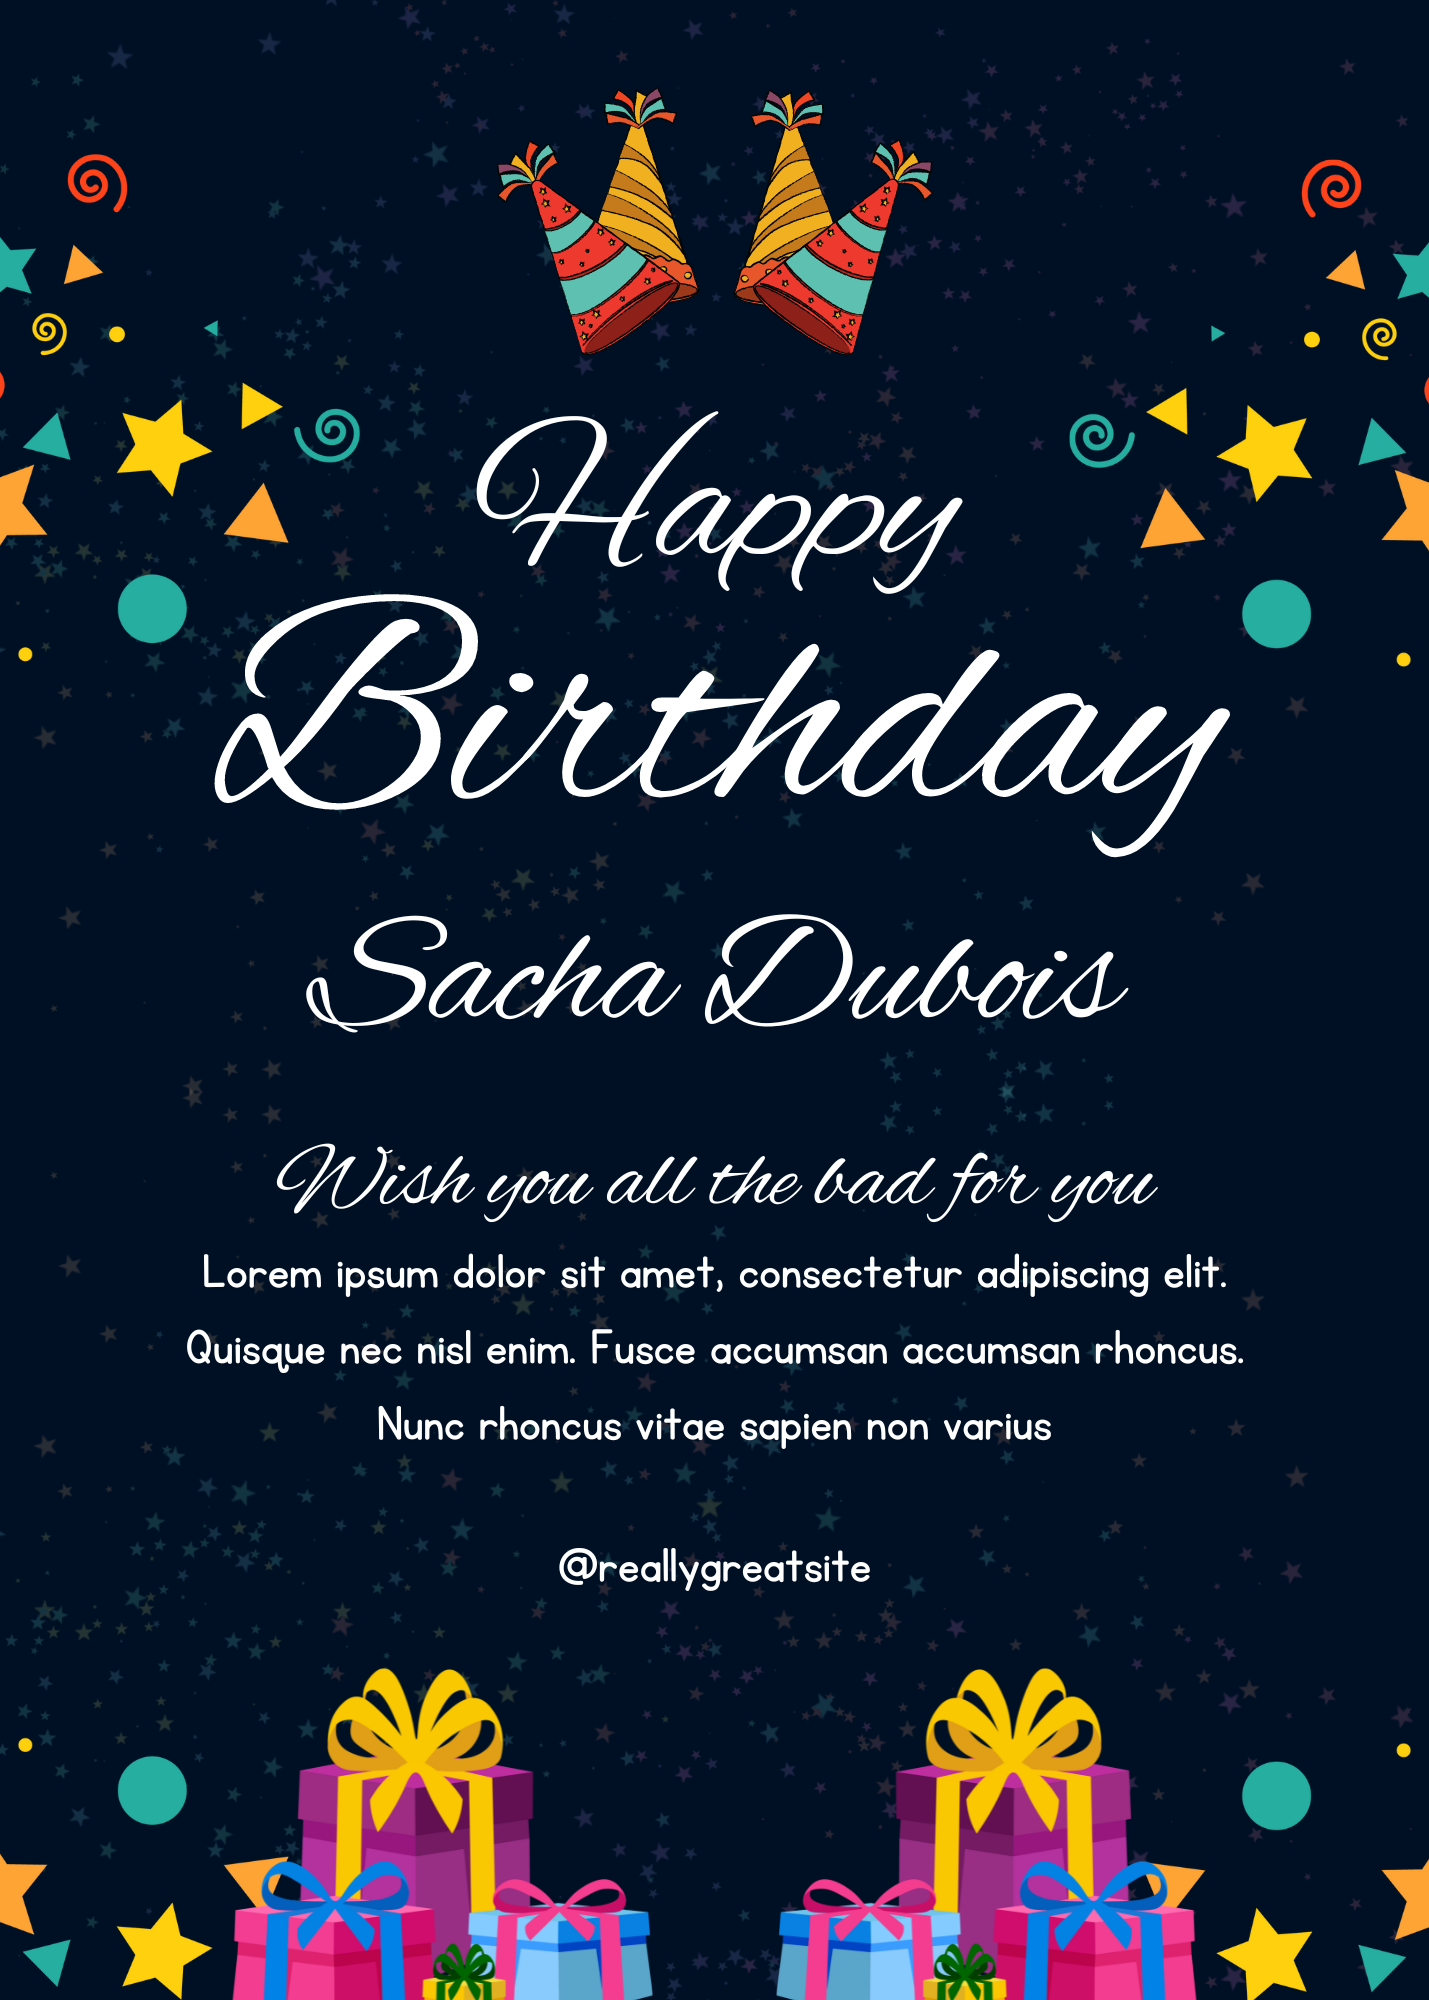 Happy
Birthday
Sacha Dubois
Wish you all the bad for you
Lorem ipsum dolor sit amet, consectetur adipiscing elit.
Quisque nec nisl enim. Fusce accumsan accumsan rhoncus.
Nunc rhoncus vitae sapien non varius
@reallygreatsite